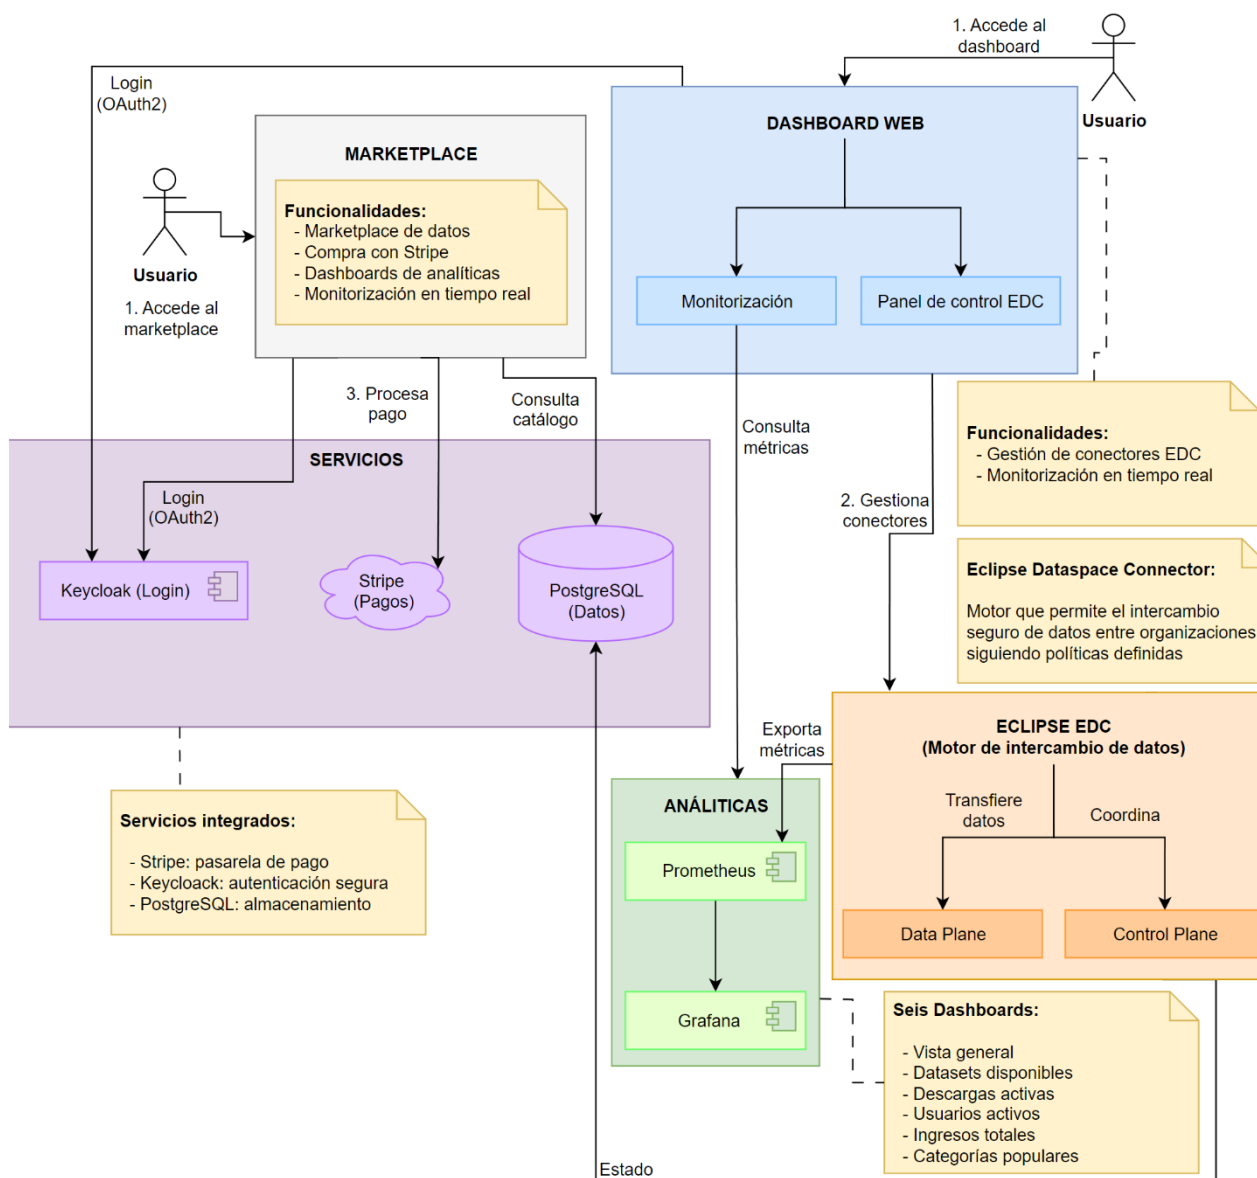 1. Accede al
dashboard
Usuario
Login
(OAuth2)
DASHBOARD WEB
MARKETPLACE
Funcionalidades:
- Marketplace de datos
- Compra con Stripe
- Dashboards de analíticas
- Monitorización en tiempo real
Usuario
1. Accede al
marketplace
Monitorización
Panel de control EDC
3. Procesa
pago
Consulta
catálogo
Consulta
métricas
Funcionalidades:
- Gestión de conectores EDC
- Monitorización en tiempo real
SERVICIOS
Login
(OAuth2)
2. Gestiona
conectores
Keycloak (Login)
Stripe
(Pagos)
PostgreSQL
(Datos)
Eclipse Dataspace Connector:
Motor que permite el intercambio
seguro de datos entre organizaciones
siguiendo políticas definidas
ECLIPSE EDC
(Motor de intercambio de datos)
Exporta
métricas
Transfiere
datos
Coordina
ANÁLITICAS
Prometheus
Data Plane
Control Plane
Servicios integrados:
- Stripe: pasarela de pago
- Keycloack: autenticación segura
- PostgreSQL: almacenamiento
Grafana
Seis Dashboards:
- Vista general
- Datasets disponibles
- Descargas activas
- Usuarios activos
- Ingresos totales
- Categorías populares
Estado